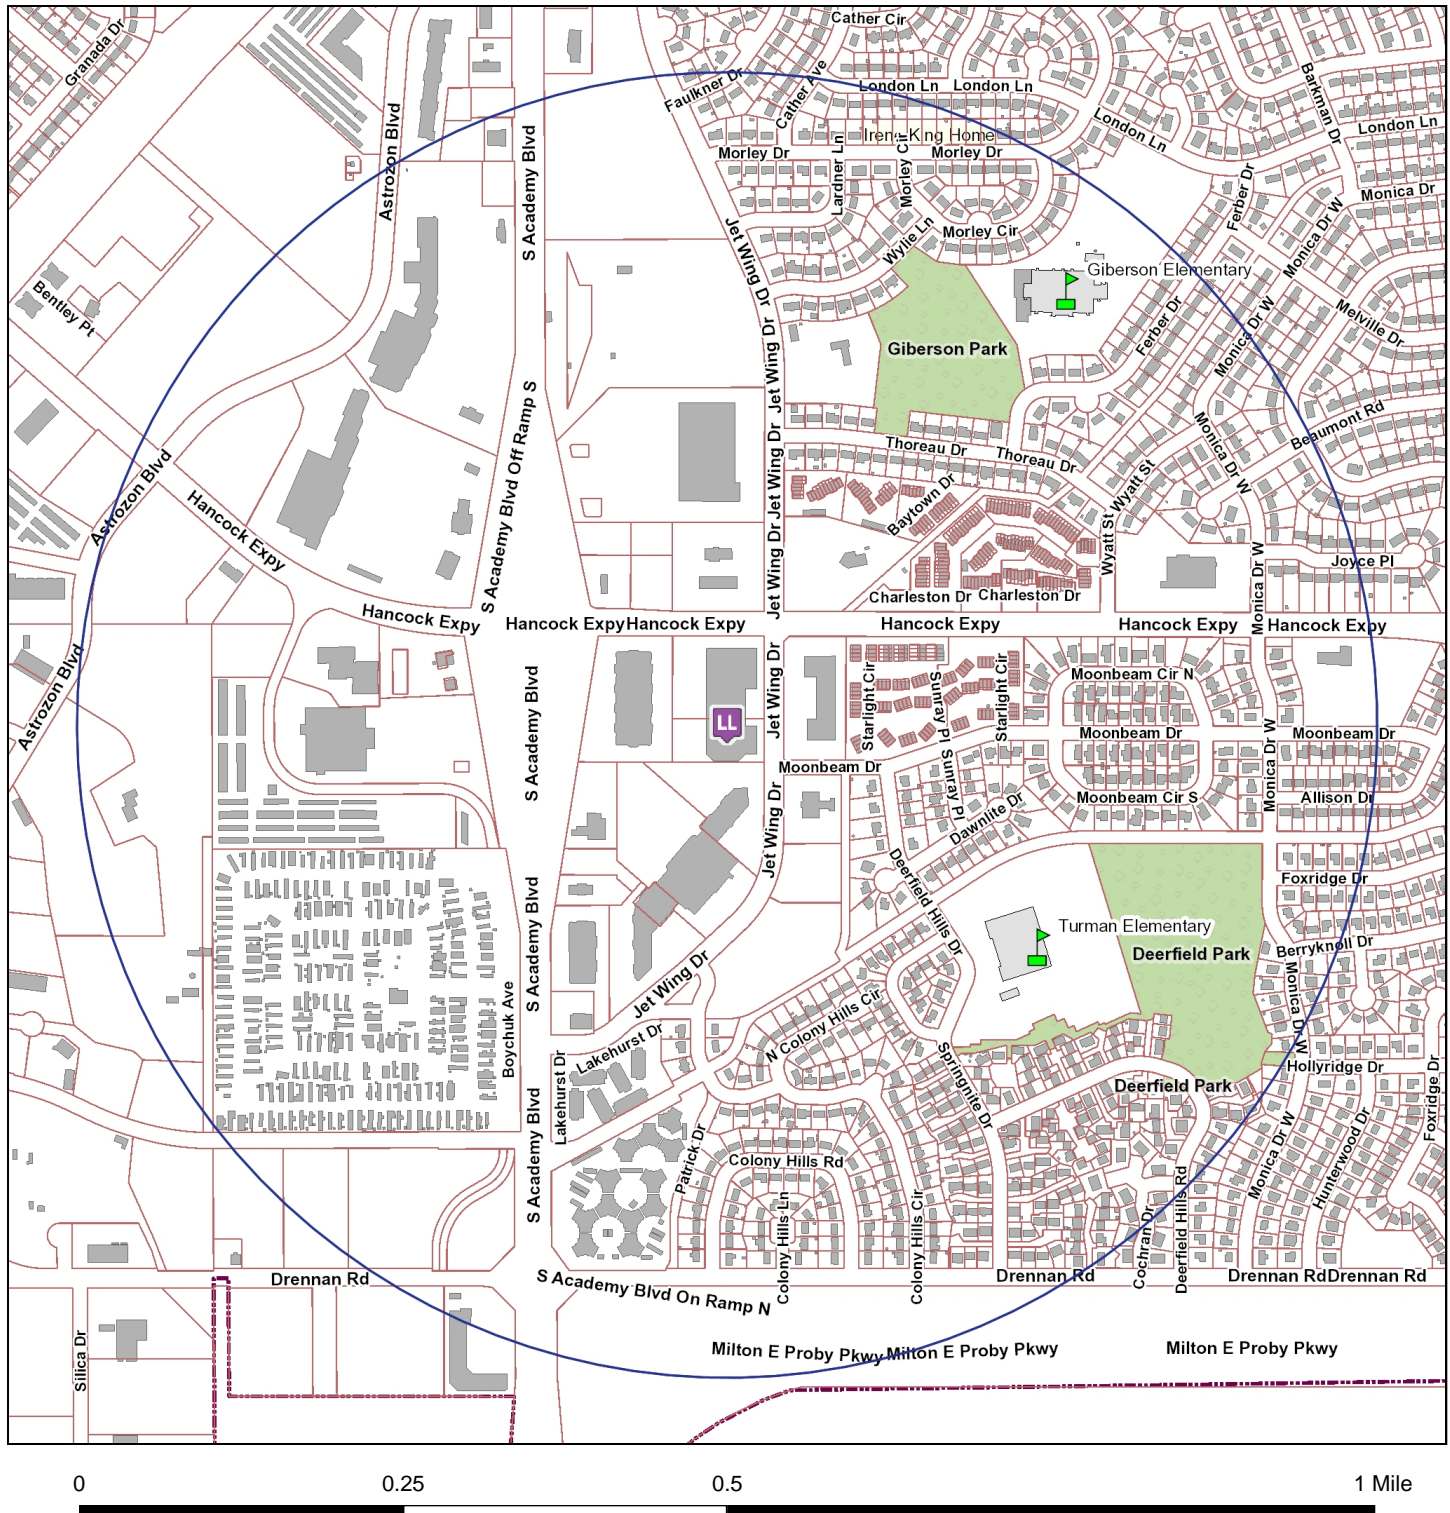 Cather Cir
Granada Dr
Faulkner Dr
Cather Ave
London Ln
London Ln
Barkman Dr
Astrozon Blvd
S Academy Blvd
London Ln
London Ln
Irene King Home
Morley Dr
Lardner Ln
Morley Cir
Morley Dr
Ferber Dr
Monica Dr
Monica Dr W
Jet Wing Dr
Wylie Ln
Morley Cir
Giberson Elementary
Bentley Pt
Ferber Dr
Monica Dr W
Melville Dr
Giberson Park
Jet Wing Dr
S Academy Blvd Off Ramp S
Beaumont Rd
Monica Dr W
Thoreau Dr
Thoreau Dr
Jet Wing Dr
Astrozon Blvd
Hancock Expy
Baytown Dr
Wyatt St
Wyatt St
Jet Wing Dr
Joyce Pl
Monica Dr W
Charleston Dr
Charleston Dr
Hancock Expy
Hancock Expy
Hancock Expy
Hancock Expy
Hancock Expy
Hancock Expy
Astrozon Blvd
S Academy Blvd
LL
Jet Wing Dr
Starlight Cir
Sunray Pl
Starlight Cir
Moonbeam Cir N
Moonbeam Dr
Monica Dr W
Moonbeam Dr
Moonbeam Dr
Sunray Pl
Moonbeam Cir S
Allison Dr
Jet Wing Dr
Dawnlite Dr
Deerfield Hills Dr
Foxridge Dr
S Academy Blvd
Turman Elementary
Deerfield Park
Berryknoll Dr
Monica Dr W
Jet Wing Dr
Boychuk Ave
N Colony Hills Cir
Lakehurst Dr
Lakehurst Dr
Springnite Dr
Hollyridge Dr
Deerfield Park
Foxridge Dr
S Academy Blvd
Patrick Dr
Colony Hills Rd
Monica Dr W
Hunterwood Dr
Colony Hills Ln
Colony Hills Cir
Cochran Dr
Deerfield Hills Rd
Drennan Rd
S Academy Blvd On Ramp N
Drennan Rd
Drennan Rd
Drennan Rd
Silica Dr
Milton E Proby Pkwy
Milton E Proby Pkwy
Milton E Proby Pkwy
0 0.25 0.5 1 Mile